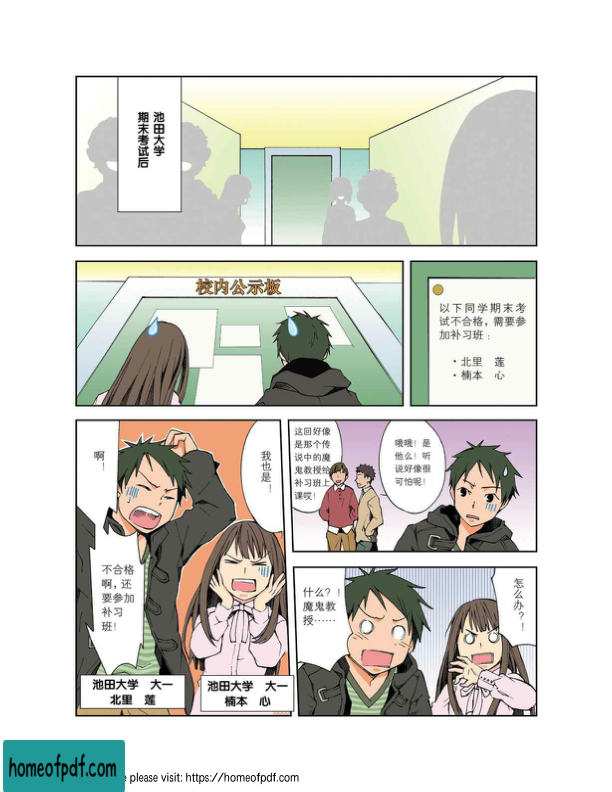 池田大学
期末考试后
校内公示板
以下同学期末考
试不合格，需要参
加补习班：
·北里　莲
·楠本　心
啊！
我也是！
不合格
啊，还
要参加
补习
班！
池田大学　大一
北里　莲
池田大学　大一
楠本　心
这回好像
是那个传
说中的魔
鬼教授给
补习班上
课哎！
哦哦！是
他么！听
说好像很
可怕呢！
什么？！
魔鬼教
授……
怎么办？！
homeofpdf.com
e please visit: https://homeofpdf.com